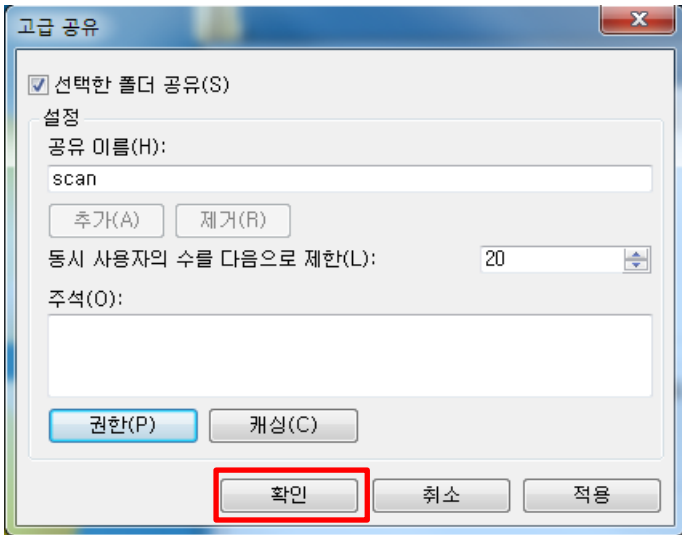 고급 공유
선택한 폴더 공유(S)
설정
공유 이름(H):
scan
추가(A) 제거(R)
동시 사용자의 수를 다음으로 제한(L): 20
주석(O):
권한(P) 캐싱(C)
확인 취소 적용